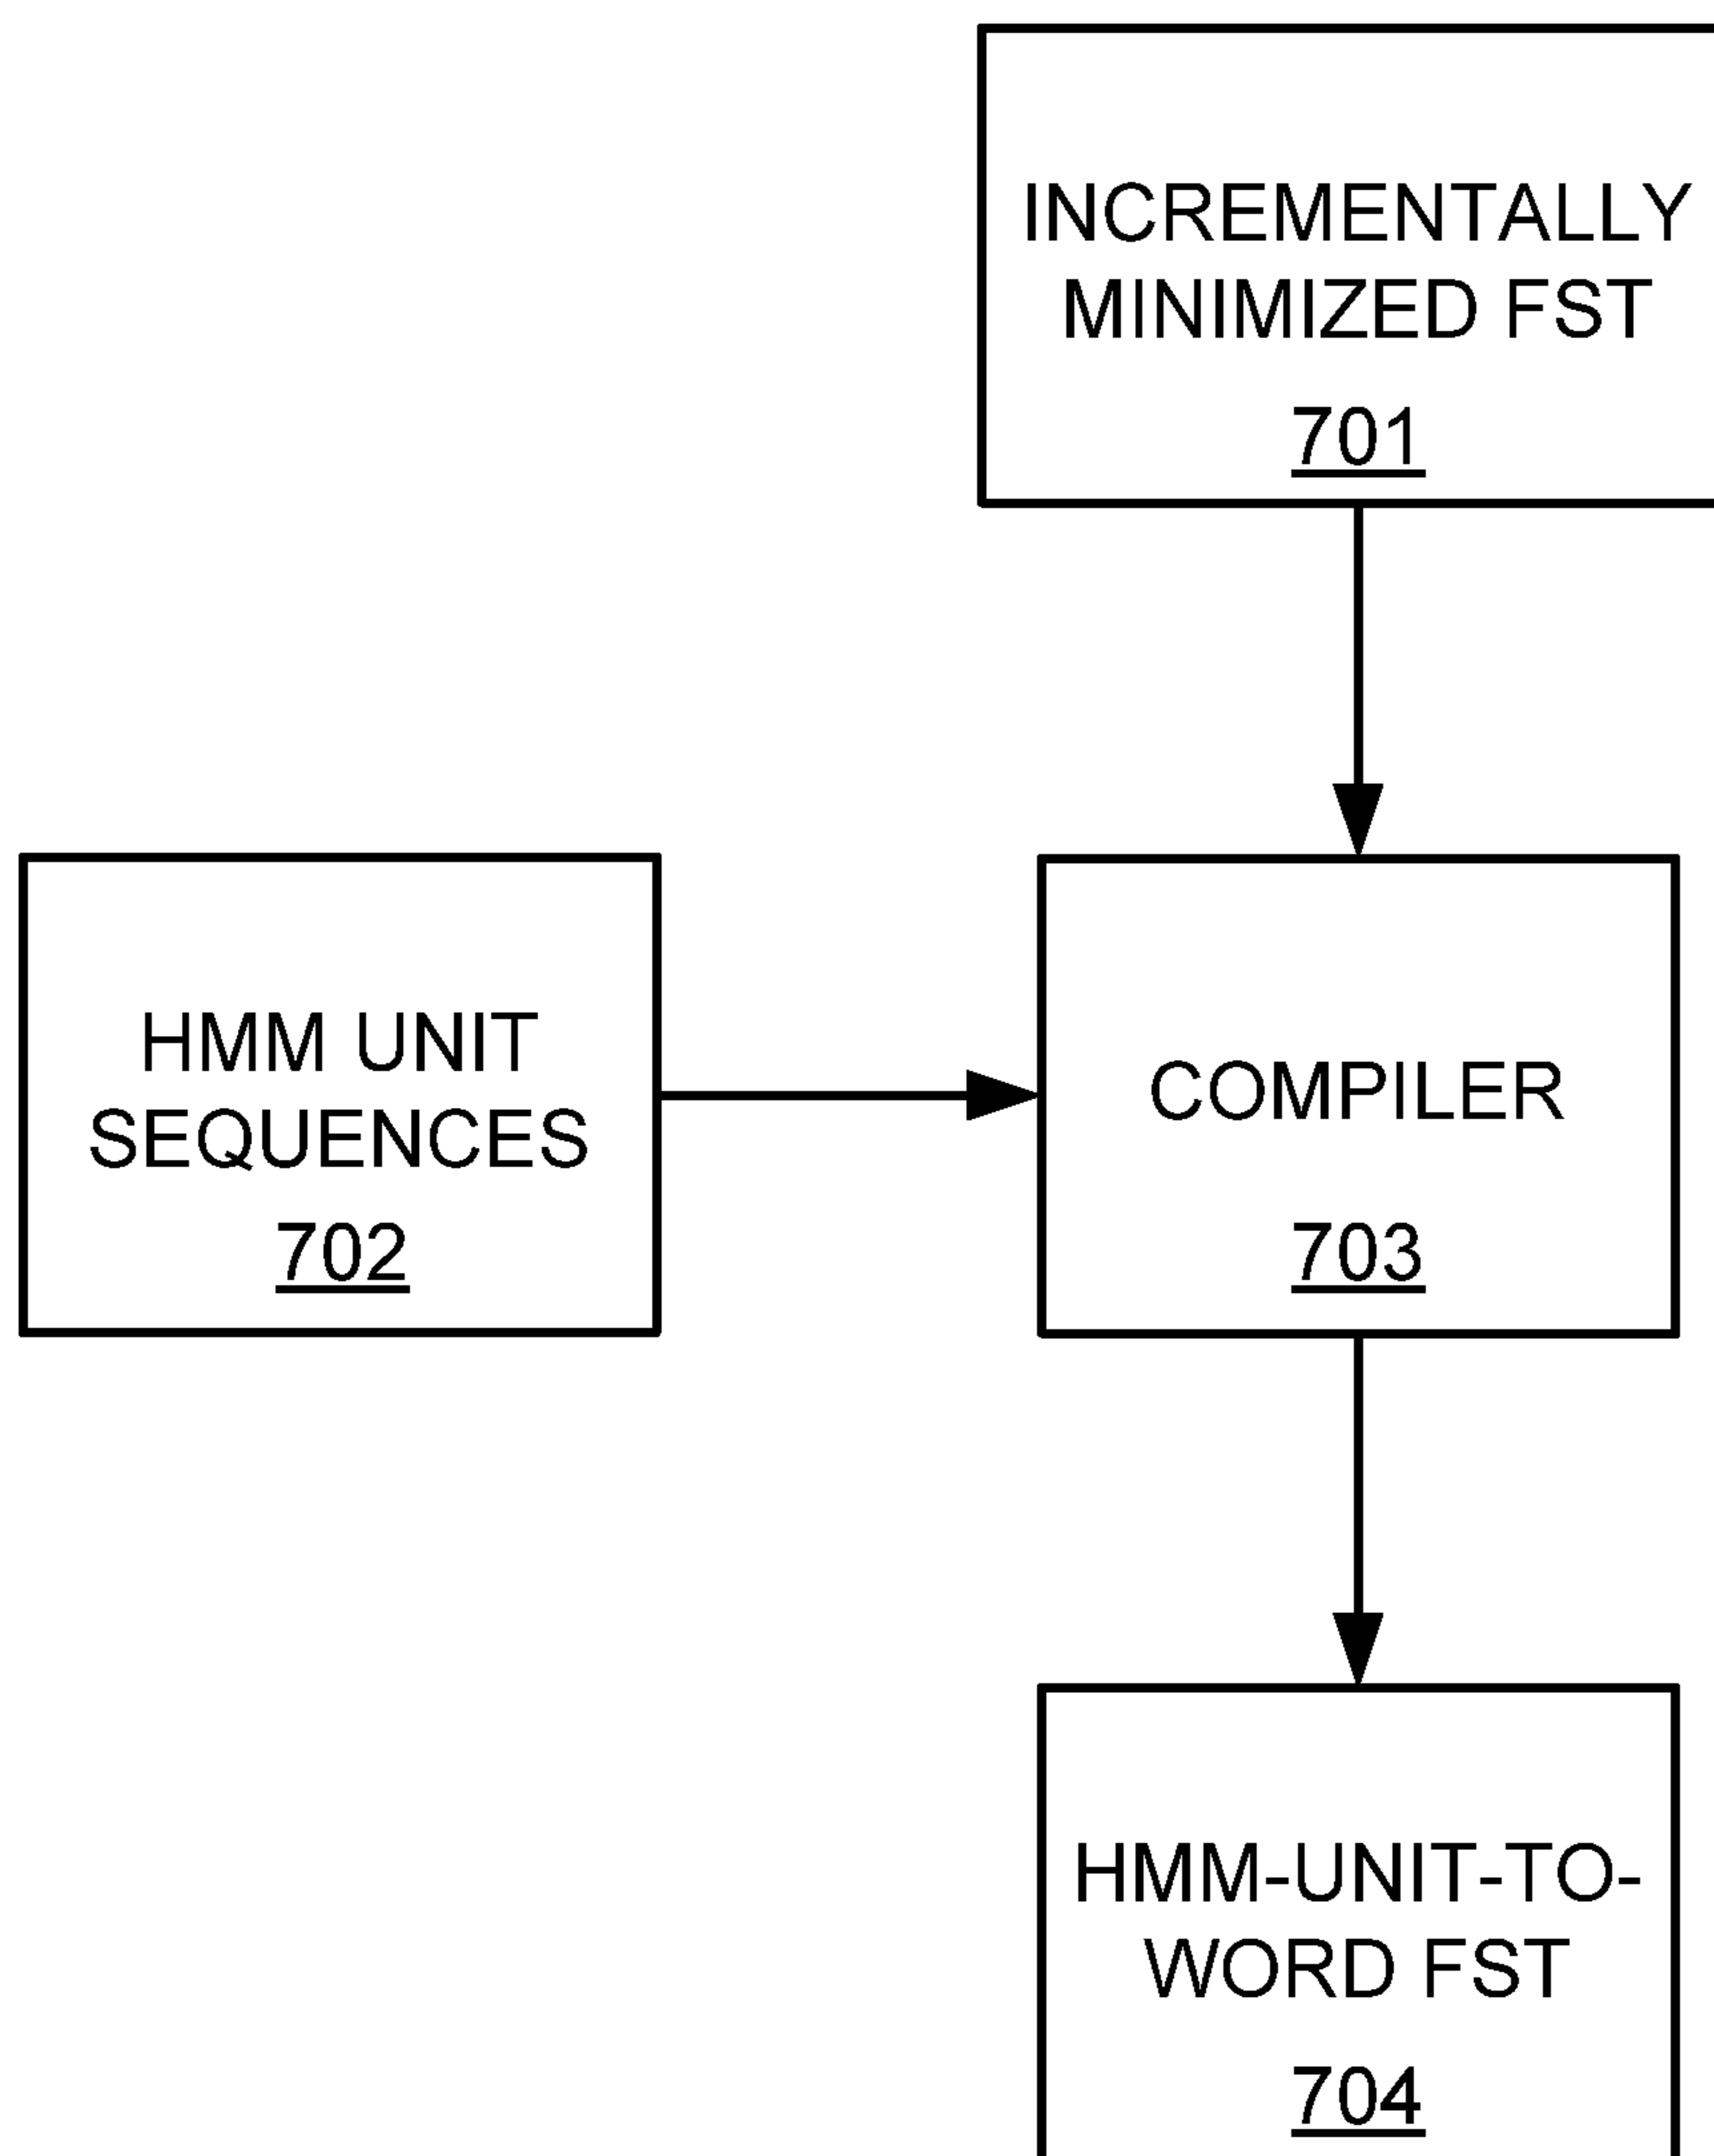 INCREMENTALLY
MINIMIZED FST
701
HMM UNIT
SEQUENCES
702
COMPILER
703
HMM-UNIT-TO-
WORD FST
704